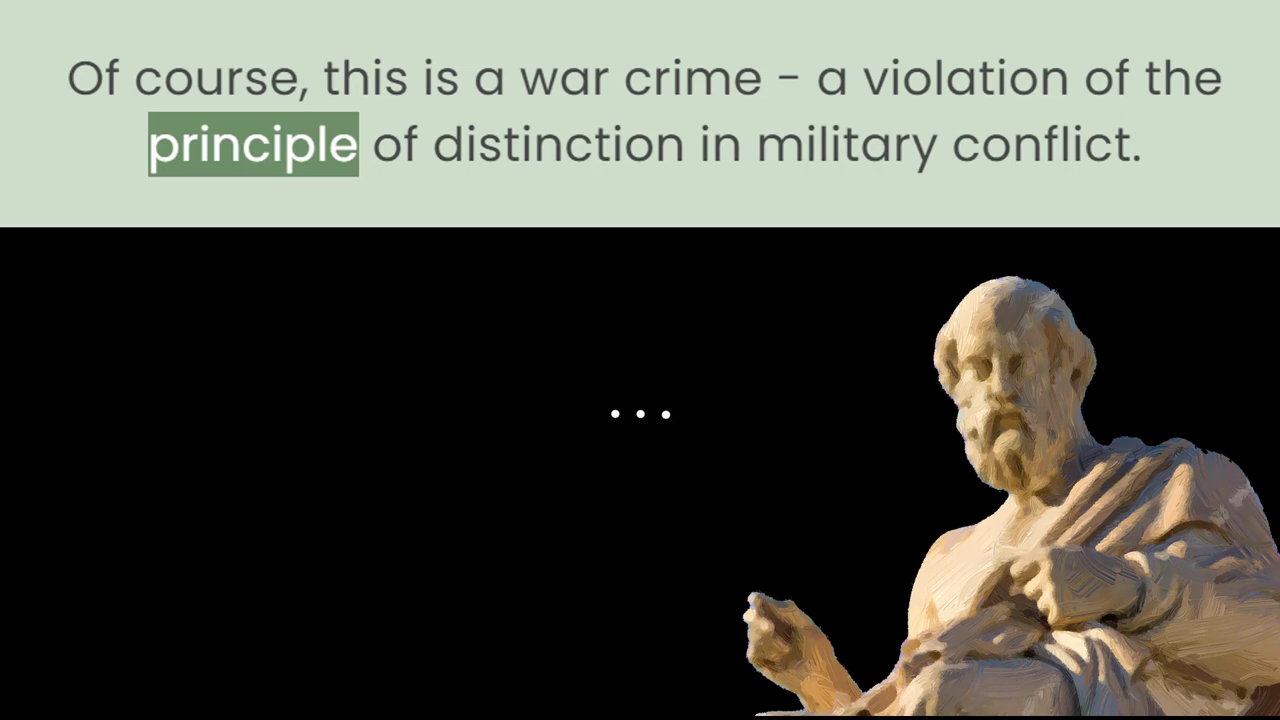 Of course, this is a war crime - a violation of the
principle of distinction in military conflict.
...